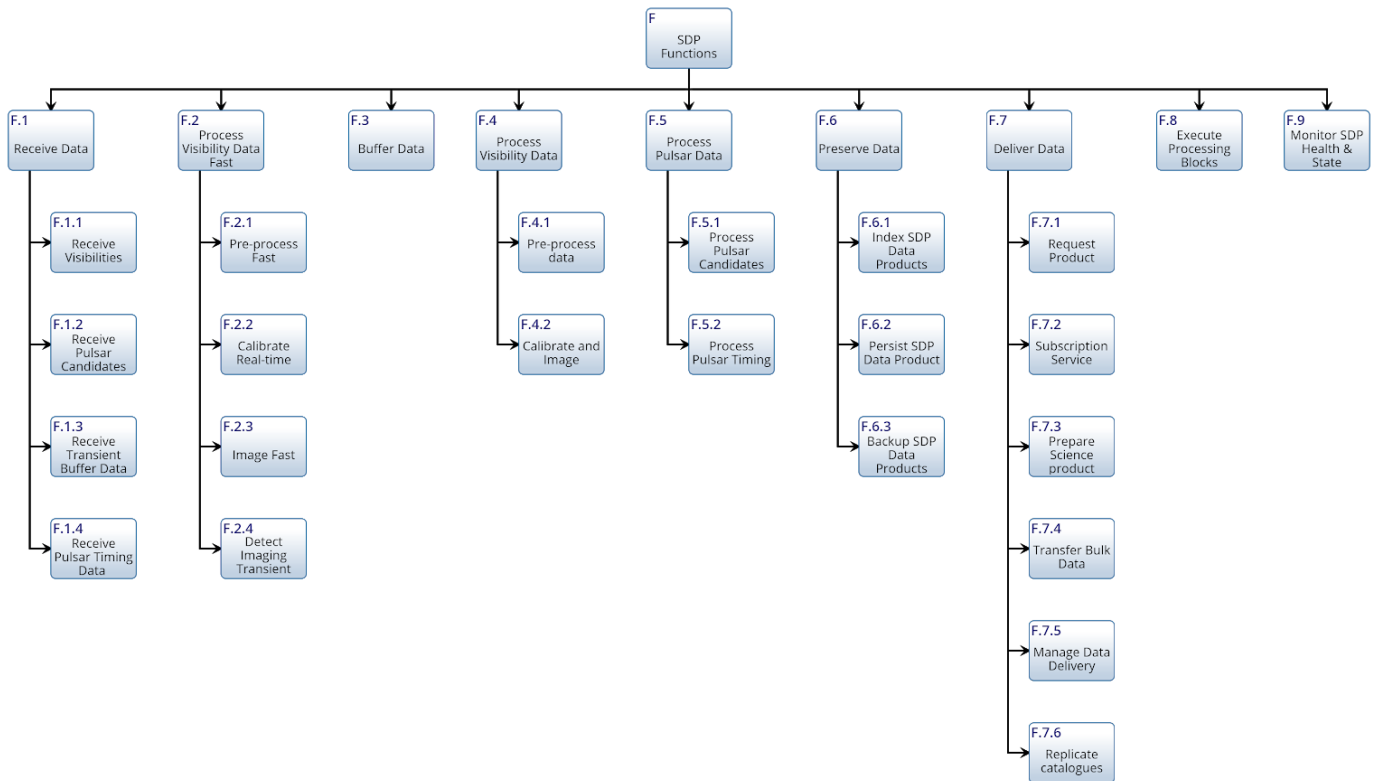 F
SDP
Functions
F.1
Receive Data
F.2
Process
Visibility Data
Fast
F.3
Buffer Data
F.4
Process
Visibility Data
F.5
Process
Pulsar Data
F.6
Preserve Data
F.7
Deliver Data
F.8
Execute
Processing
Blocks
F.9
Monitor SDP
Health &
State
F.1.1
Receive
Visibilities
F.1.2
Receive
Pulsar
Candidates
F.1.3
Receive
Transient
Buffer Data
F.1.4
Receive
Pulsar Timing
Data
F.2.1
Pre-process
Fast
F.2.2
Calibrate
Real-time
F.2.3
Image Fast
F.2.4
Detect
Imaging
Transient
F.4.1
Pre-process
data
F.4.2
Calibrate and
Image
F.5.1
Process
Pulsar
Candidates
F.5.2
Process
Pulsar Timing
F.6.1
Index SDP
Data
Products
F.6.2
Persist SDP
Data Product
F.6.3
Backup SDP
Data
Products
F.7.1
Request
Product
F.7.2
Subscription
Service
F.7.3
Prepare
Science
product
F.7.4
Transfer Bulk
Data
F.7.5
Manage Data
Delivery
F.7.6
Replicate
catalogues